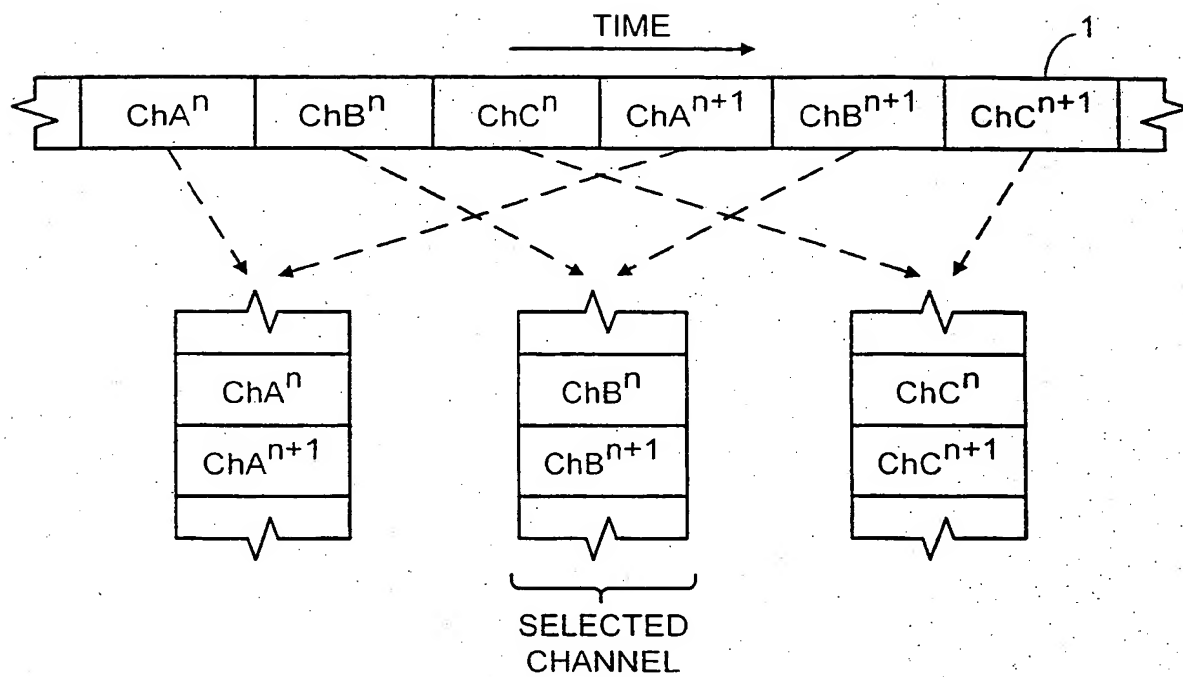 TIME
1
ChA^n ChB^n ChC^n ChA^n+1 ChB^n+1 ChC^n+1
ChA^n ChB^n ChC^n
ChA^n+1 ChB^n+1 ChC^n+1
SELECTED
CHANNEL